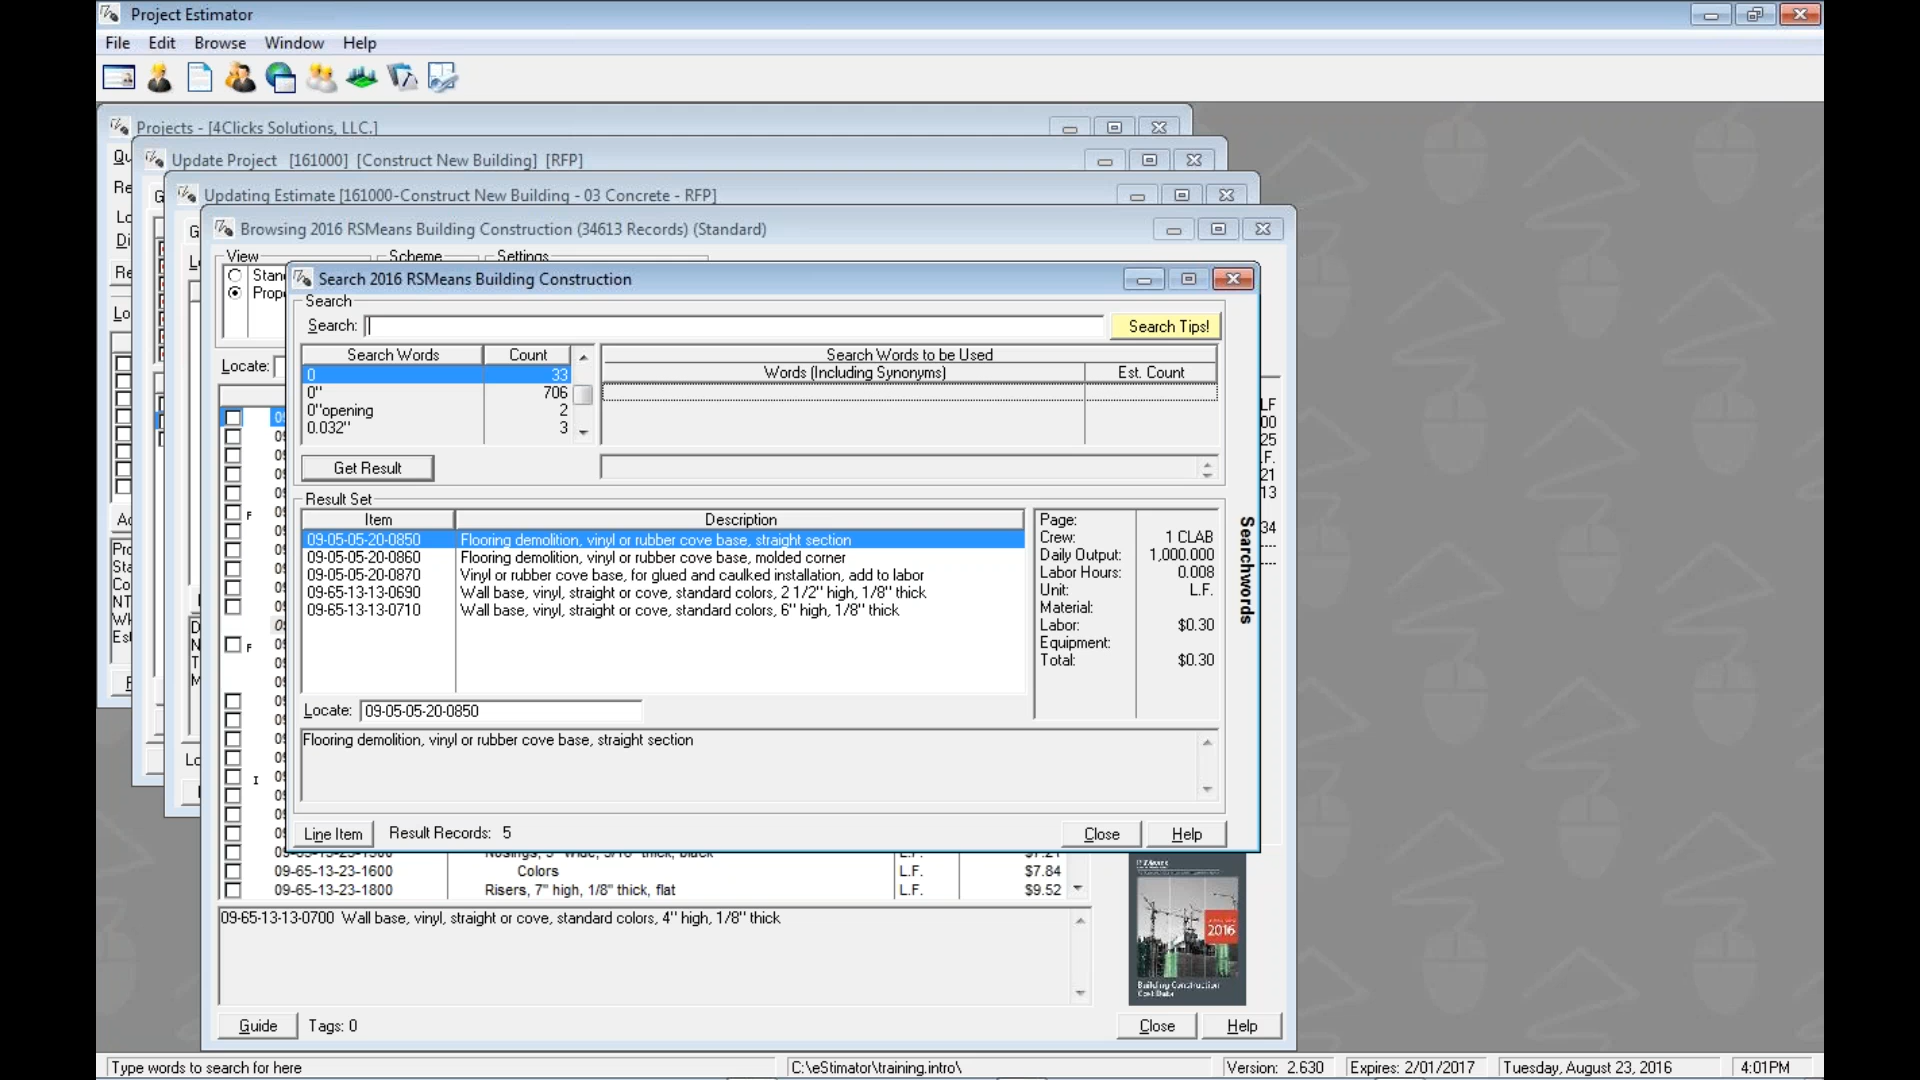 Project Estimator
File Edit Browse Window Help
Projects - [4Clicks Solutions, LLC.]
Update Project [161000] [Construct New Building] [RFP]
Updating Estimate [161000-Construct New Building - 03 Concrete - RFP]
Browsing 2016 RSMeans Building Construction (34613 Records) (Standard)
View Scheme Settings
Search 2016 RSMeans Building Construction
Search
Search: Search Tips!
Search Words Count Search Words to be Used
Words (Including Synonyms) Est. Count
0 33
0" 706
0"opening 2
0.032" 3
Locate:
Get Result
Result Set
Item Description
09-05-05-20-0850 Flooring demolition, vinyl or rubber cove base, straight section
09-05-05-20-0860 Flooring demolition, vinyl or rubber cove base, molded corner
09-05-05-20-0870 Vinyl or rubber cove base, for glued and caulked installation, add to labor
09-65-13-13-0690 Wall base, vinyl, straight or cove, standard colors, 2 1/2" high, 1/8" thick
09-65-13-13-0710 Wall base, vinyl, straight or cove, standard colors, 6" high, 1/8" thick
Page:
Crew: 1 CLAB
Daily Output: 1,000.000
Labor Hours: 0.008
Unit: L.F.
Material:
Labor: $0.30
Equipment:
Total: $0.30
Searchwords
Locate: 09-05-05-20-0850
Flooring demolition, vinyl or rubber cove base, straight section
Line Item Result Records: 5 Close Help
09-65-13-23-1600 Colors L.F. $7.84
09-65-13-23-1800 Risers, 7" high, 1/8" thick, flat L.F. $9.52
09-65-13-13-0700 Wall base, vinyl, straight or cove, standard colors, 4" high, 1/8" thick
2016
Building Construction
Cost Data
Guide Tags: 0 Close Help
Type words to search for here C:\eStimator\training.intro\ Version: 2.630 Expires: 2/01/2017 Tuesday, August 23, 2016 4:01PM